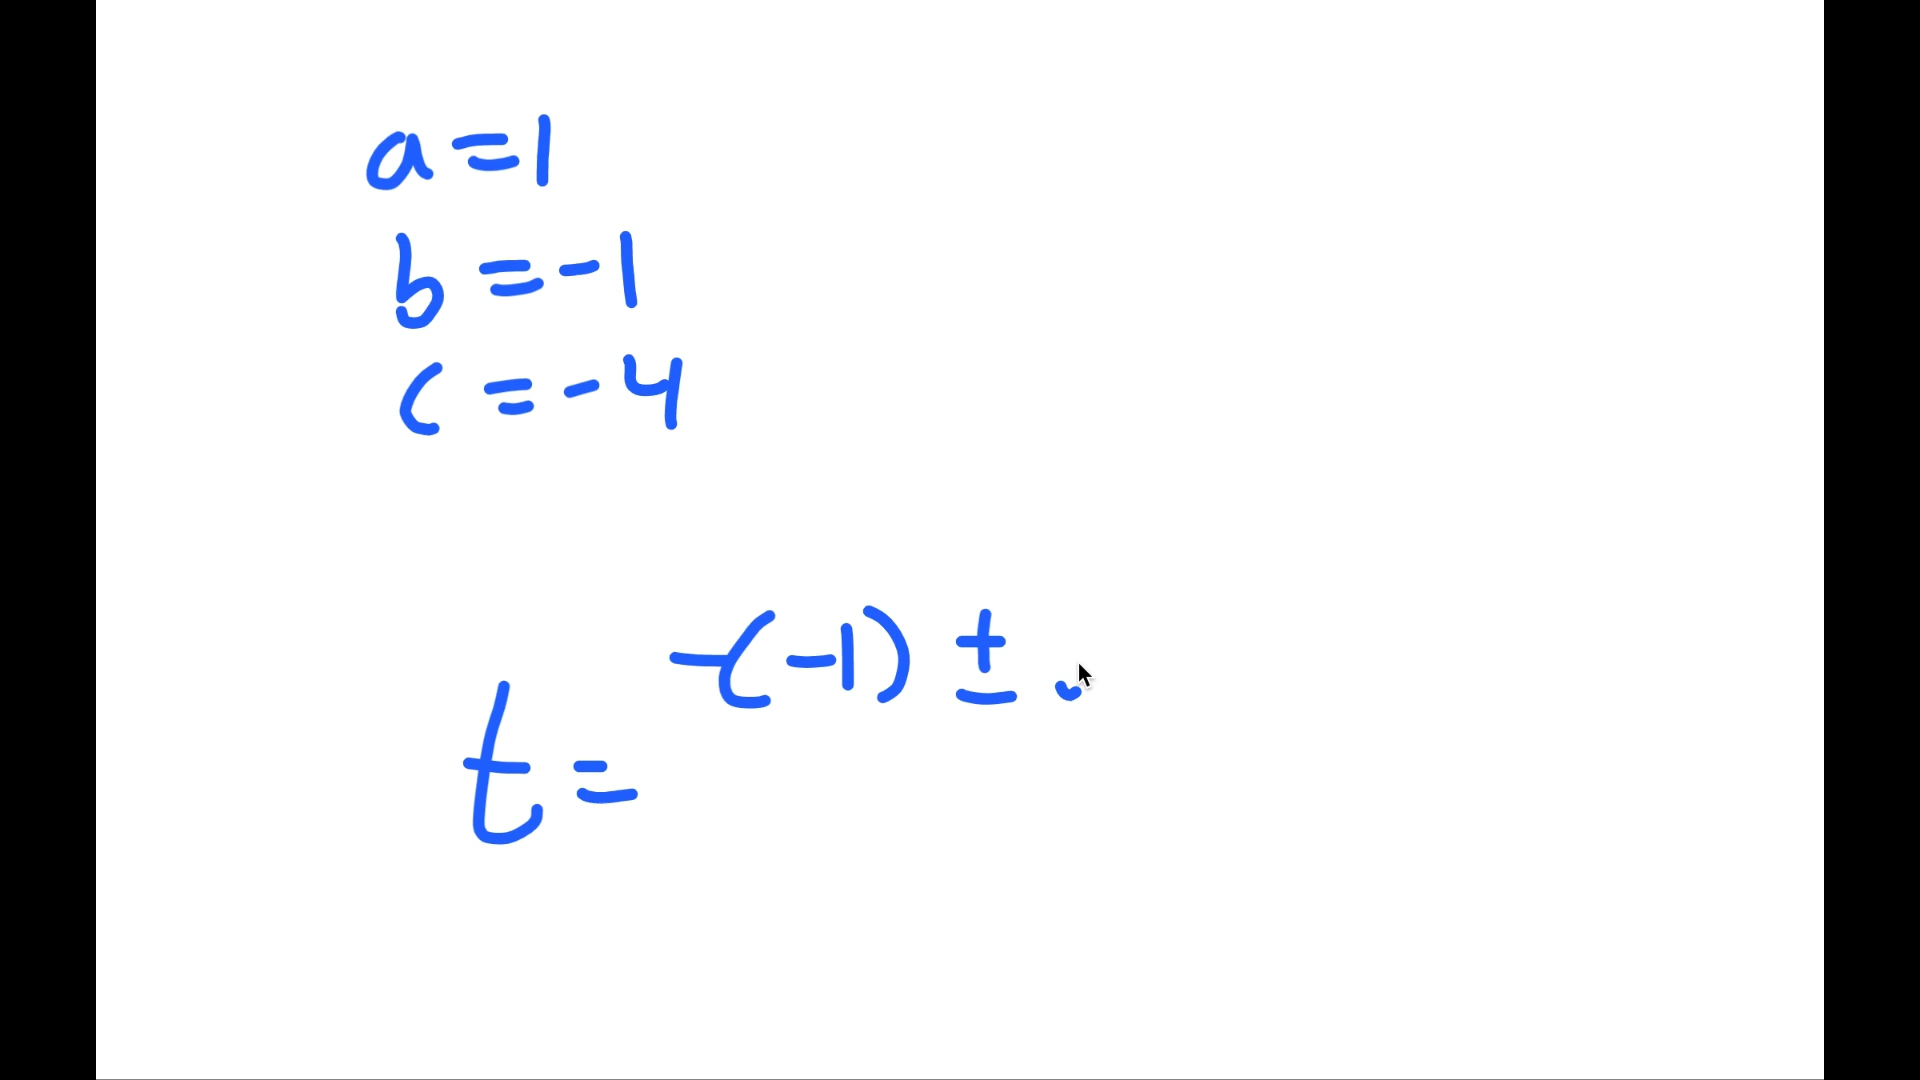 a=1
b=-1
c=-4
-(-1) ±
t=